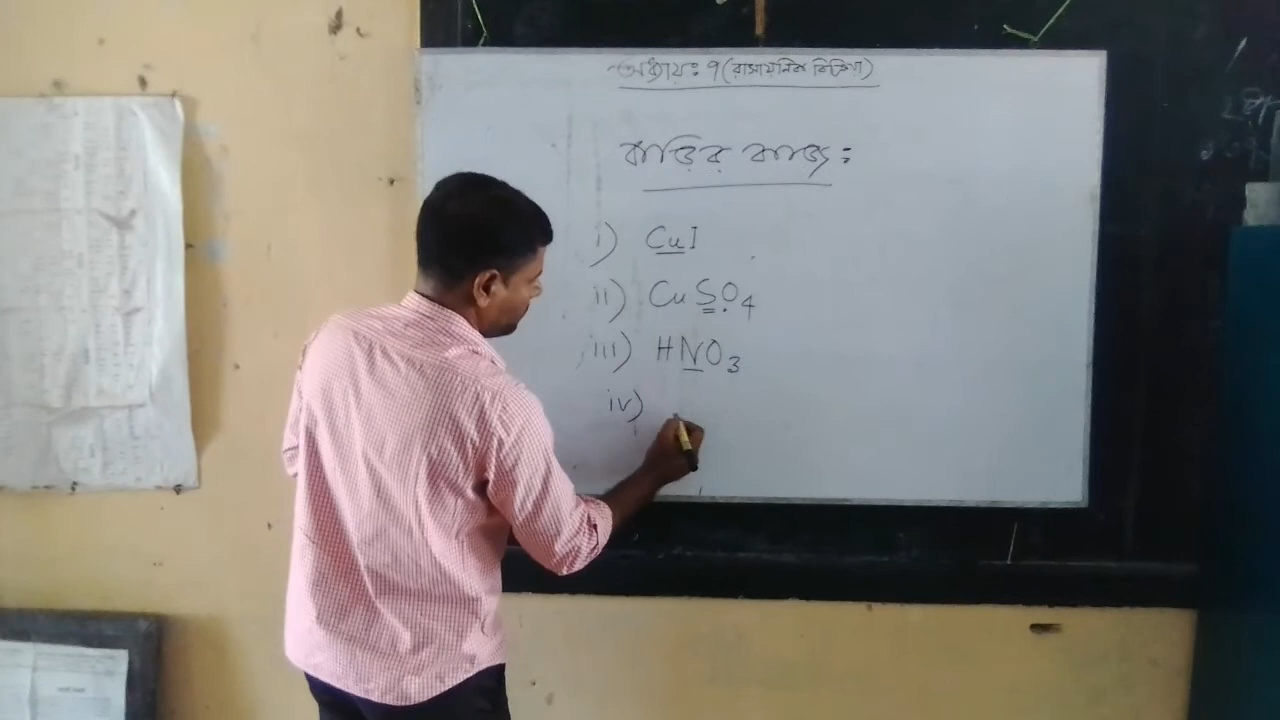 অধ্যায়ঃ ৭ (রাসায়নিক বিক্রিয়া)
বাড়ির কাজঃ
i) CuI
ii) CuSO4
iii) HNO3
iv)